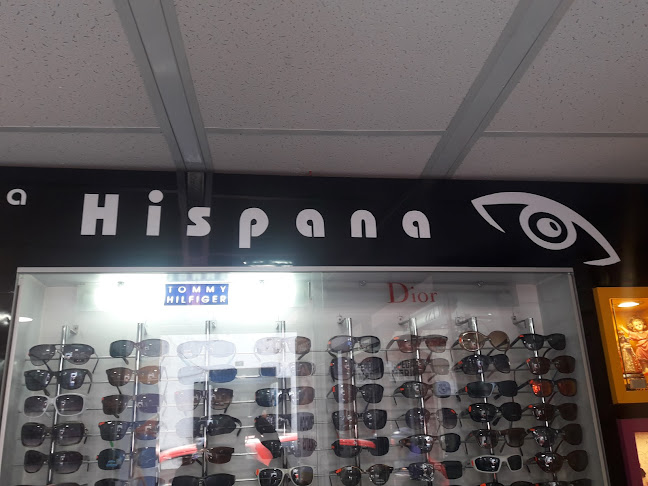 a Hispana
TOMMY
HILFIGER
Dior